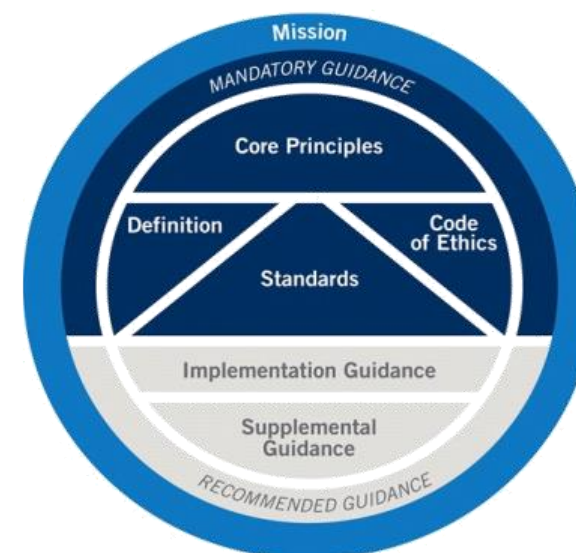 Mission
MANDATORY GUIDANCE
Core Principles
Definition
Code
of Ethics
Standards
Implementation Guidance
Supplemental
Guidance
RECOMMENDED GUIDANCE